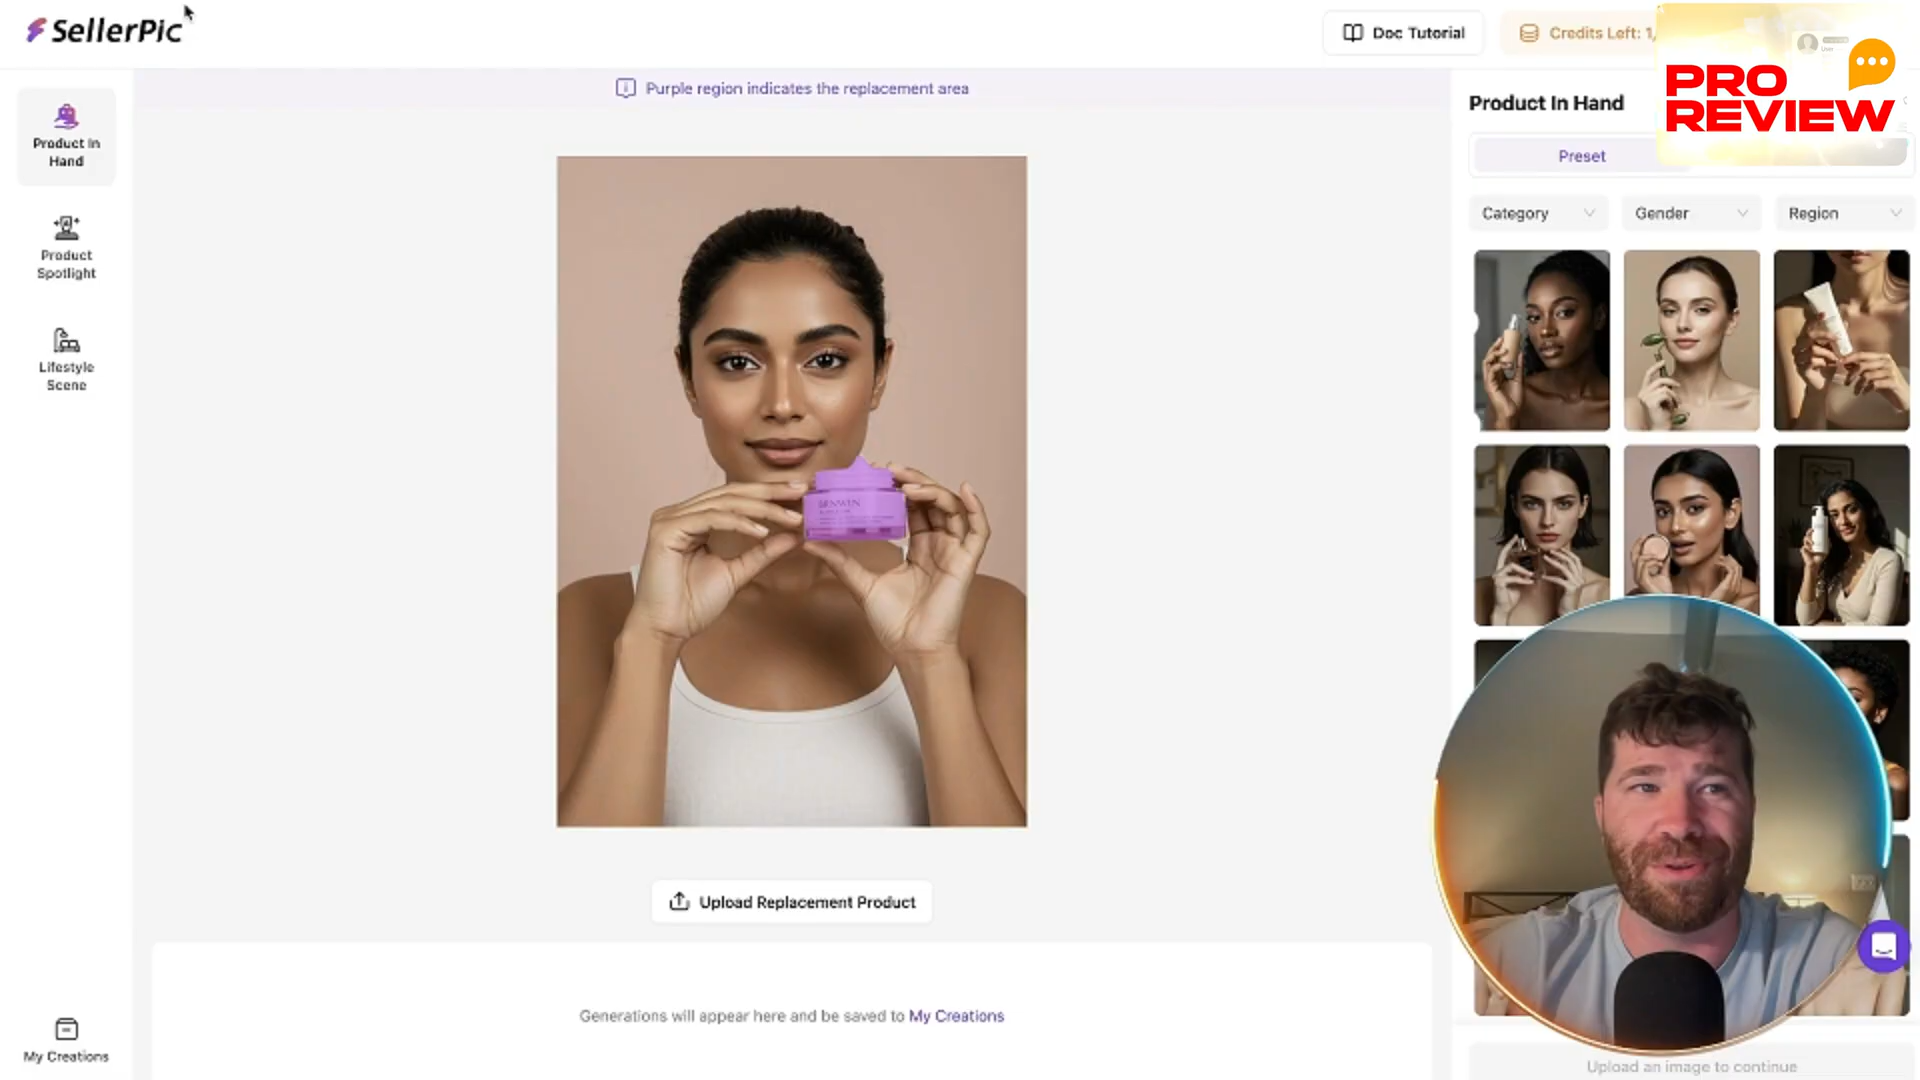 SellerPic
Doc Tutorial
Credits Left: 1,
PRO
REVIEW
Product In
Hand
Product
Spotlight
Lifestyle
Scene
My Creations
Purple region indicates the replacement area
Upload Replacement Product
Generations will appear here and be saved to My Creations
Product In Hand
Preset
Category
Gender
Region
Upload an image to continue